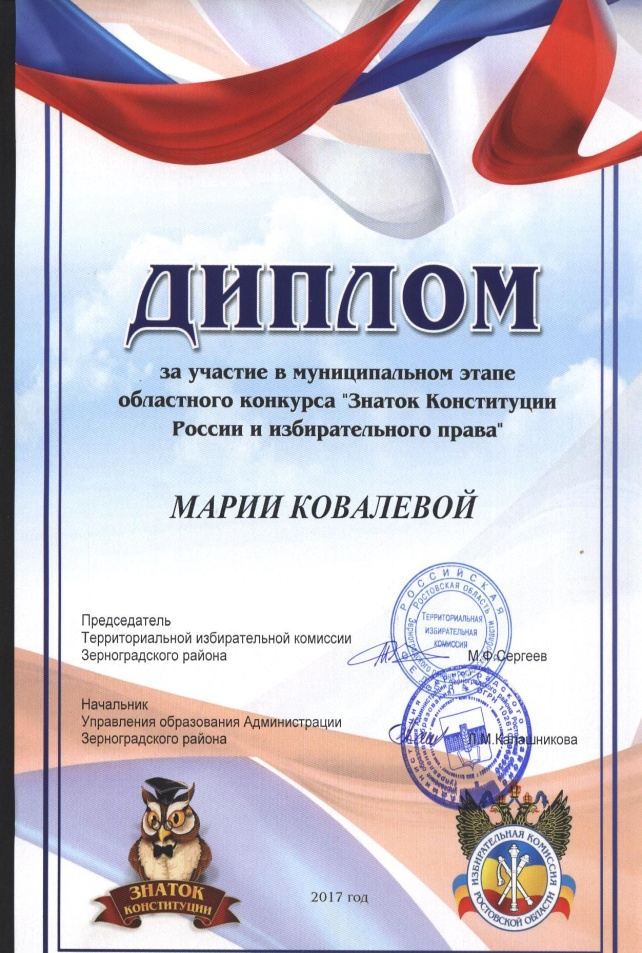 ДИПЛОМ
за участие в муниципальном этапе
областного конкурса "Знаток Конституции
России и избирательного права"
МАРИИ КОВАЛЕВОЙ
Председатель
Территориальной избирательной комиссии
Зерноградского района
М.Ф.Сергеев
РОССИЙСКАЯ
РОСТОВСКАЯ ОБЛАСТЬ
ТЕРРИТОРИАЛЬНАЯ
ИЗБИРАТЕЛЬНАЯ
КОМИССИЯ
Начальник
Управления образования Администрации
Зерноградского района
Л.М.Калашникова
ЗНАТОК
КОНСТИТУЦИИ
2017 год
ИЗБИРАТЕЛЬНАЯ КОМИССИЯ
РОСТОВСКОЙ ОБЛАСТИ